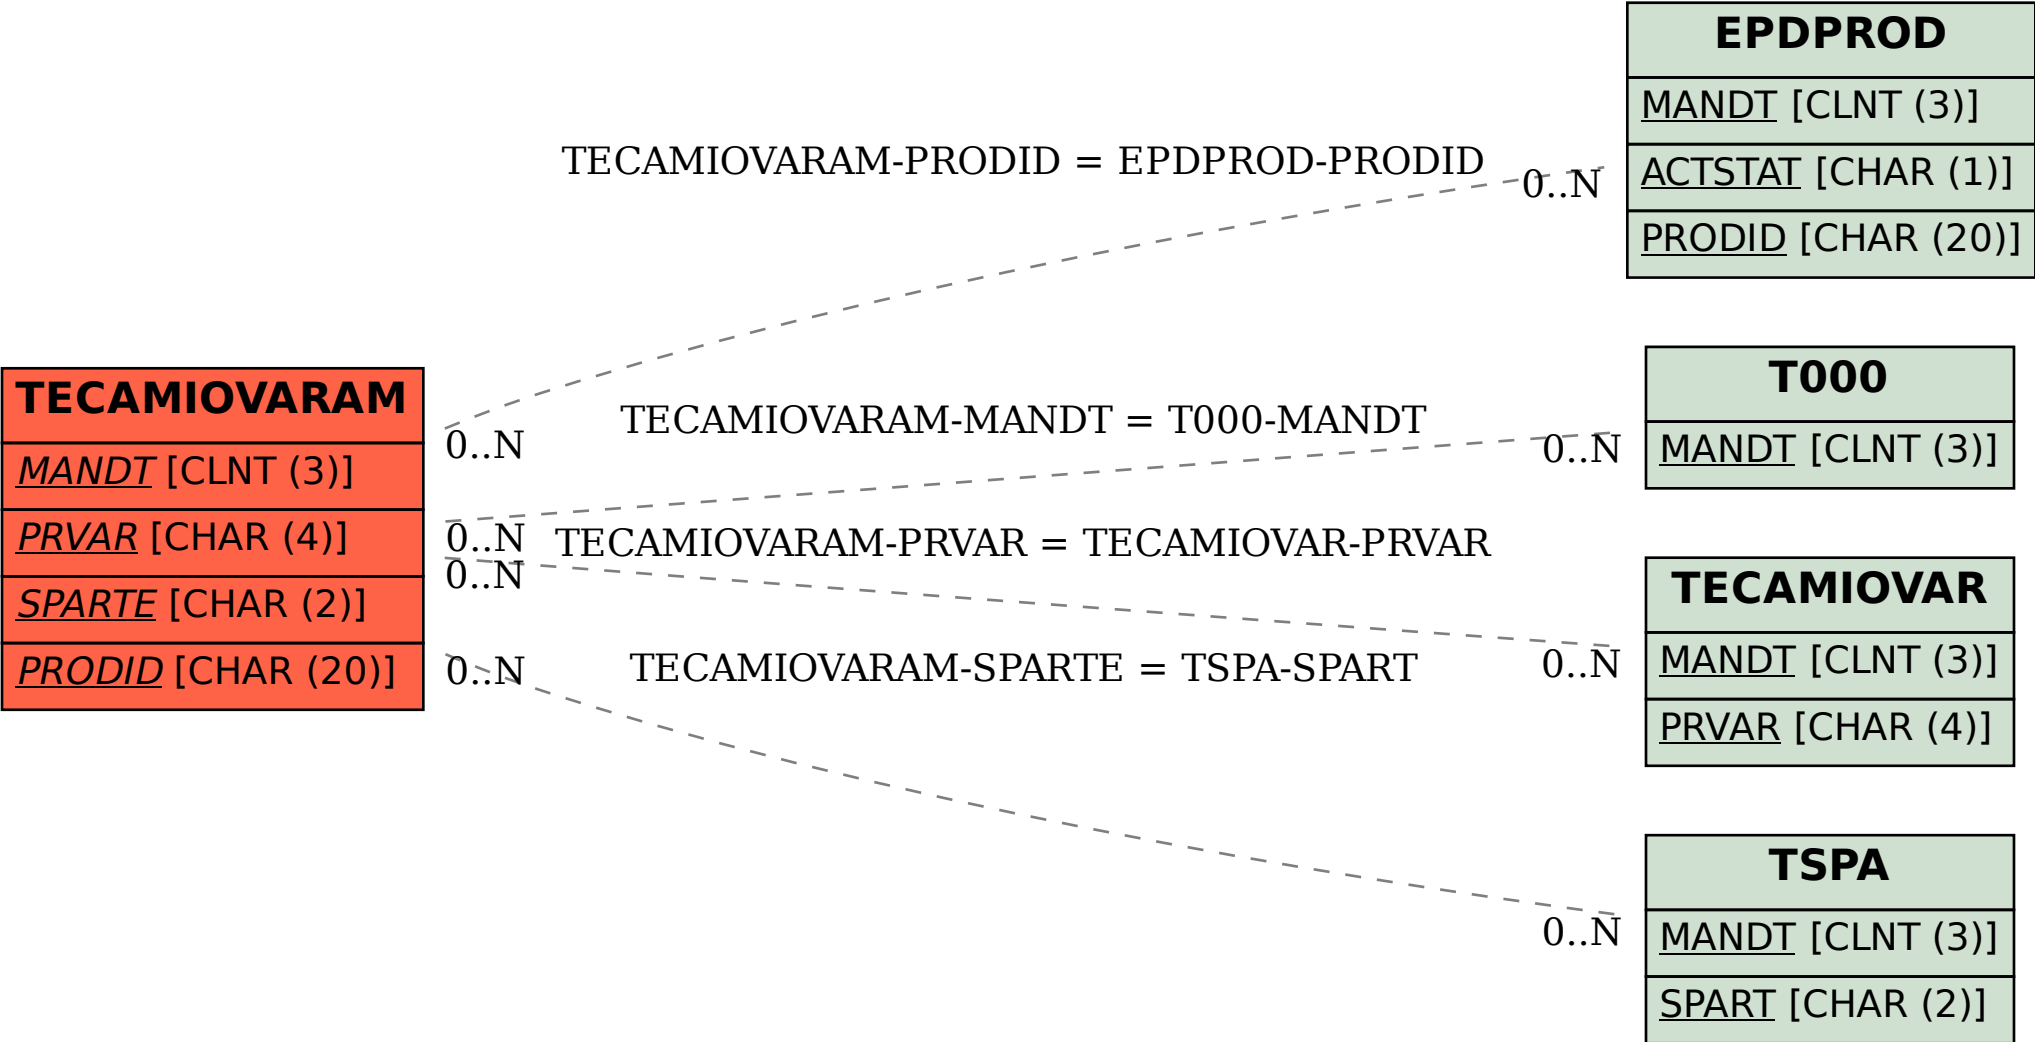 EPDPROD
MANDT [CLNT (3)]
ACTSTAT [CHAR (1)]
PRODID [CHAR (20)]
TECAMIOVARAM-PRODID = EPDPROD-PRODID
0..N
TECAMIOVARAM
MANDT [CLNT (3)]
PRVAR [CHAR (4)]
SPARTE [CHAR (2)]
PRODID [CHAR (20)]
0..N
TECAMIOVARAM-MANDT = T000-MANDT
0..N
T000
MANDT [CLNT (3)]
0..N
TECAMIOVARAM-PRVAR = TECAMIOVAR-PRVAR
0..N
TECAMIOVAR
MANDT [CLNT (3)]
PRVAR [CHAR (4)]
0..N
0..N
TECAMIOVARAM-SPARTE = TSPA-SPART
TSPA
MANDT [CLNT (3)]
SPART [CHAR (2)]
0..N